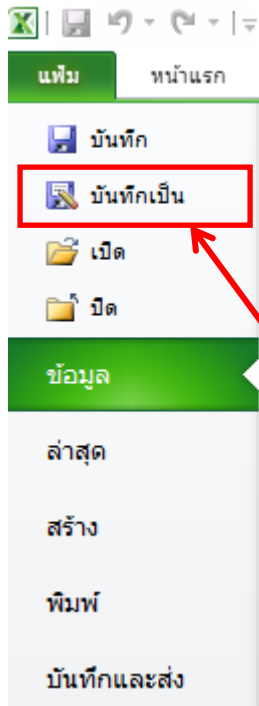 แฟ้ม หน้าแรก
บันทึก
บันทึกเป็น
เปิด
ปิด
ข้อมูล
ล่าสุด
สร้าง
พิมพ์
บันทึกและส่ง